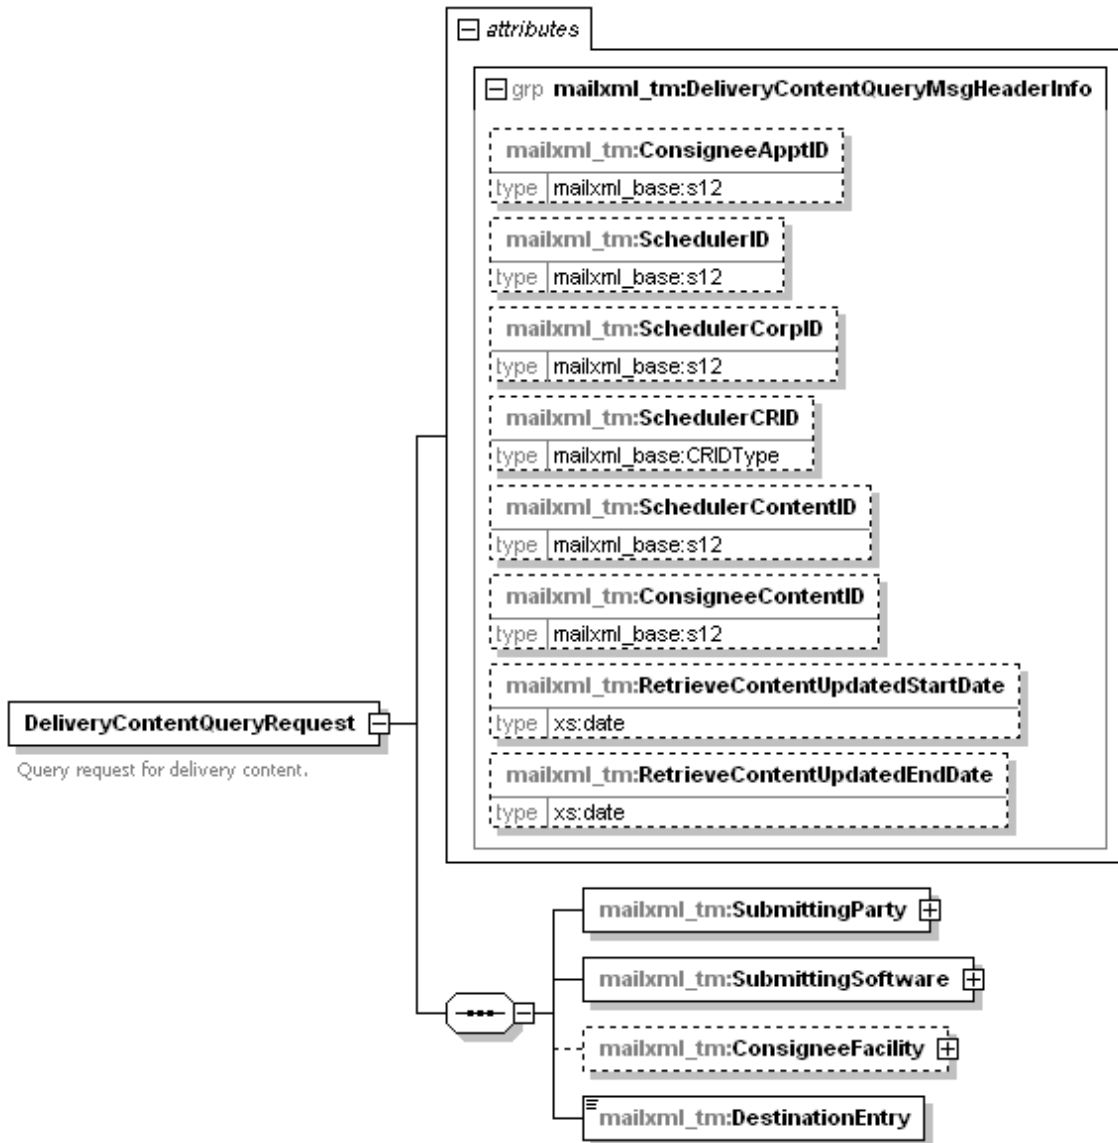 attributes
grp mailxml_tm:DeliveryContentQueryMsgHeaderInfo
mailxml_tm:ConsigneeApptID
type mailxml_base:s12
mailxml_tm:SchedulerID
type mailxml_base:s12
mailxml_tm:SchedulerCorpID
type mailxml_base:s12
mailxml_tm:SchedulerCRID
type mailxml_base:CRIDType
mailxml_tm:SchedulerContentID
type mailxml_base:s12
mailxml_tm:ConsigneeContentID
type mailxml_base:s12
mailxml_tm:RetrieveContentUpdatedStartDate
type xs:date
mailxml_tm:RetrieveContentUpdatedEndDate
type xs:date
DeliveryContentQueryRequest
Query request for delivery content.
mailxml_tm:SubmittingParty
mailxml_tm:SubmittingSoftware
mailxml_tm:ConsigneeFacility
mailxml_tm:DestinationEntry